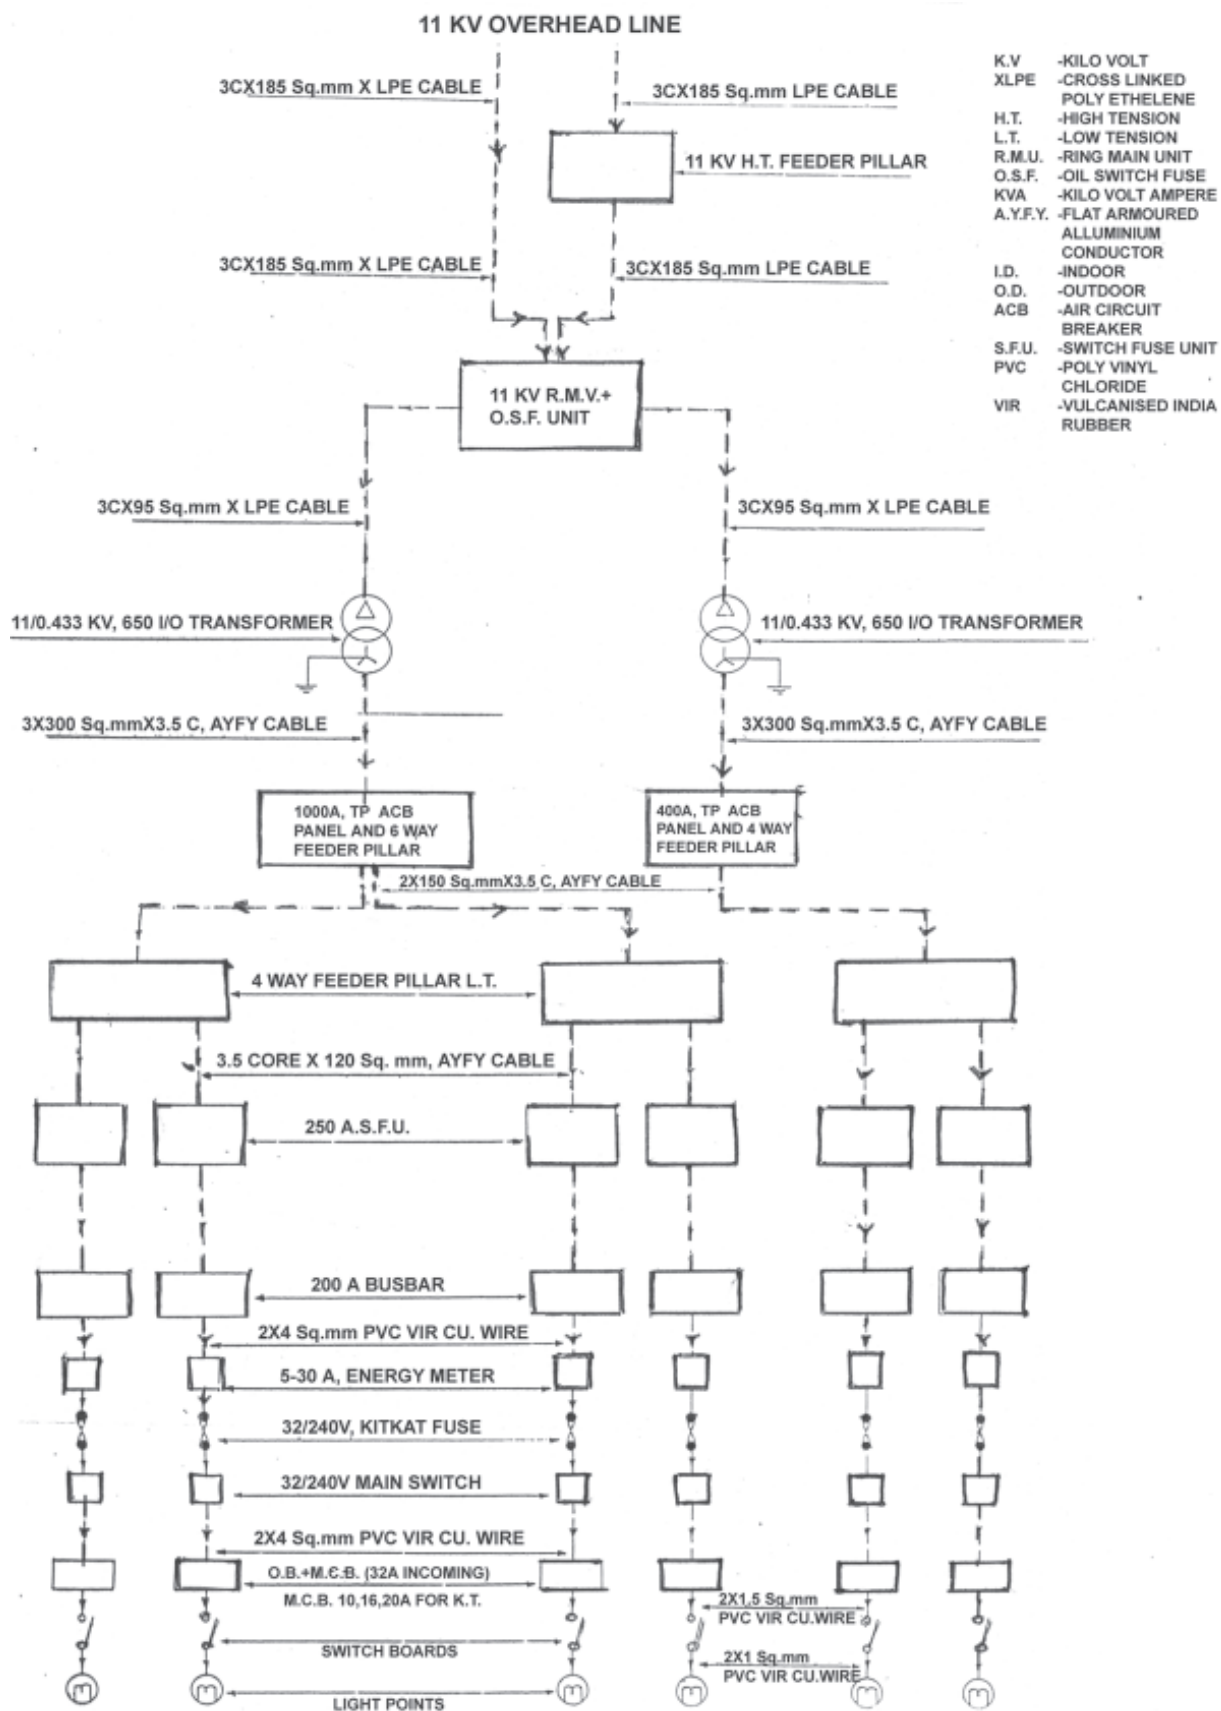 11 KV OVERHEAD LINE
3CX185 Sq.mm X LPE CABLE
3CX185 Sq.mm LPE CABLE
11 KV H.T. FEEDER PILLAR
3CX185 Sq.mm X LPE CABLE
3CX185 Sq.mm LPE CABLE
K.V -KILO VOLT
XLPE -CROSS LINKED
POLY ETHELENE
H.T. -HIGH TENSION
L.T. -LOW TENSION
R.M.U. -RING MAIN UNIT
O.S.F. -OIL SWITCH FUSE
KVA -KILO VOLT AMPERE
A.Y.F.Y. -FLAT ARMOURED
ALLUMINIUM
CONDUCTOR
I.D. -INDOOR
O.D. -OUTDOOR
ACB -AIR CIRCUIT
BREAKER
S.F.U. -SWITCH FUSE UNIT
PVC -POLY VINYL
CHLORIDE
VIR -VULCANISED INDIA
RUBBER
11 KV R.M.V.+
O.S.F. UNIT
3CX95 Sq.mm X LPE CABLE
3CX95 Sq.mm X LPE CABLE
11/0.433 KV, 650 I/O TRANSFORMER
11/0.433 KV, 650 I/O TRANSFORMER
3X300 Sq.mmX3.5 C, AYFY CABLE
3X300 Sq.mmX3.5 C, AYFY CABLE
1000A, TP ACB
PANEL AND 6 WAY
FEEDER PILLAR
400A, TP ACB
PANEL AND 4 WAY
FEEDER PILLAR
2X150 Sq.mmX3.5 C, AYFY CABLE
4 WAY FEEDER PILLAR L.T.
3.5 CORE X 120 Sq. mm, AYFY CABLE
250 A.S.F.U.
200 A BUSBAR
2X4 Sq.mm PVC VIR CU. WIRE
5-30 A, ENERGY METER
32/240V, KITKAT FUSE
32/240V MAIN SWITCH
2X4 Sq.mm PVC VIR CU. WIRE
O.B.+M.C.B. (32A INCOMING)
M.C.B. 10,16,20A FOR K.T.
2X1.5 Sq.mm
PVC VIR CU.WIRE
SWITCH BOARDS
2X1 Sq.mm
PVC VIR CU.WIRE
LIGHT POINTS